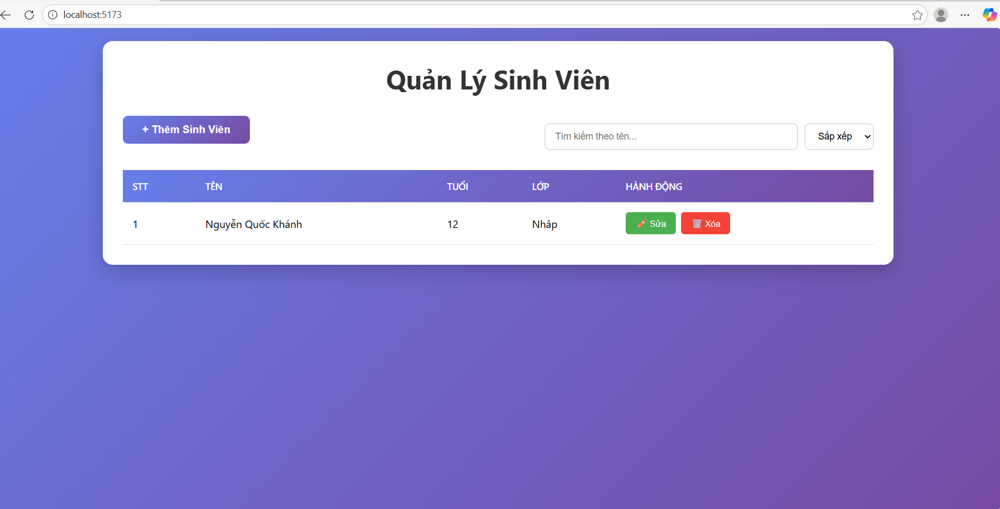 localhost:5173
Quản Lý Sinh Viên
+ Thêm Sinh Viên
Tìm kiếm theo tên...
Sắp xếp
STT TÊN TUỔI LỚP HÀNH ĐỘNG
1 Nguyễn Quốc Khánh 12 Nhâp Sửa Xóa